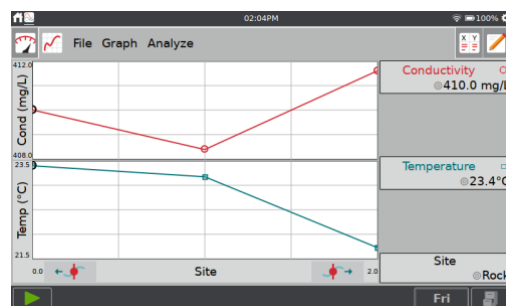 02:04PM
100%
File Graph Analyze
X Y
412.0
Cond (mg/L)
408.0
Conductivity
410.0 mg/L
23.5
Temp (°C)
21.5
Temperature
23.4°C
0.0
Site
2.0
Site
Rock
Fri